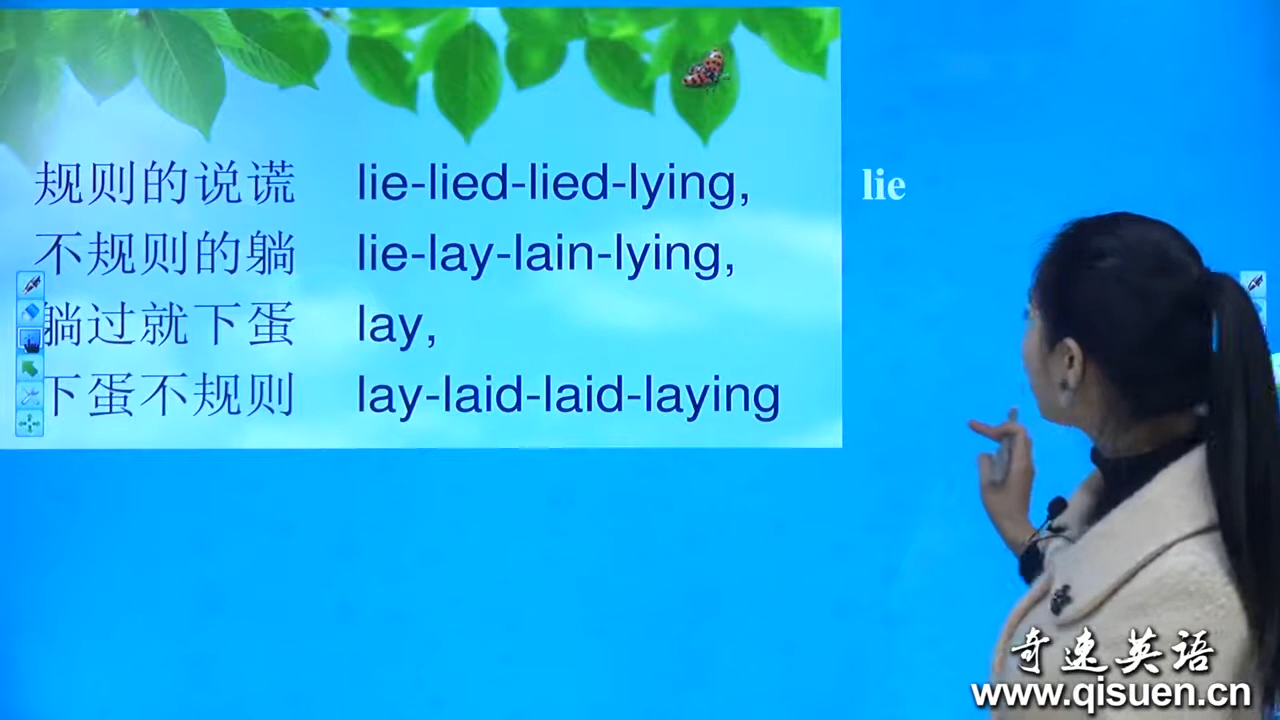 规则的说谎 lie-lied-lied-lying,
lie
不规则的躺 lie-lay-lain-lying,
躺过就下蛋 lay,
下蛋不规则 lay-laid-laid-laying
奇速英语
www.qisuen.cn